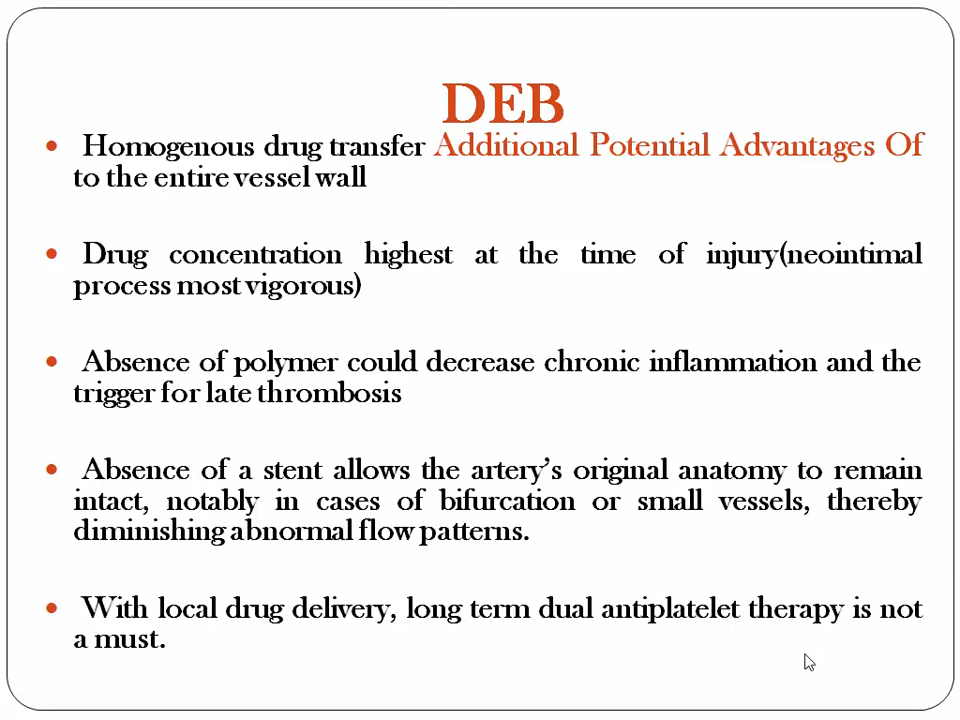 DEB
Homogenous drug transfer Additional Potential Advantages Of
to the entire vessel wall
Drug concentration highest at the time of injury(neointimal
process most vigorous)
Absence of polymer could decrease chronic inflammation and the
trigger for late thrombosis
Absence of a stent allows the artery's original anatomy to remain
intact, notably in cases of bifurcation or small vessels, thereby
diminishing abnormal flow patterns.
With local drug delivery, long term dual antiplatelet therapy is not
a must.